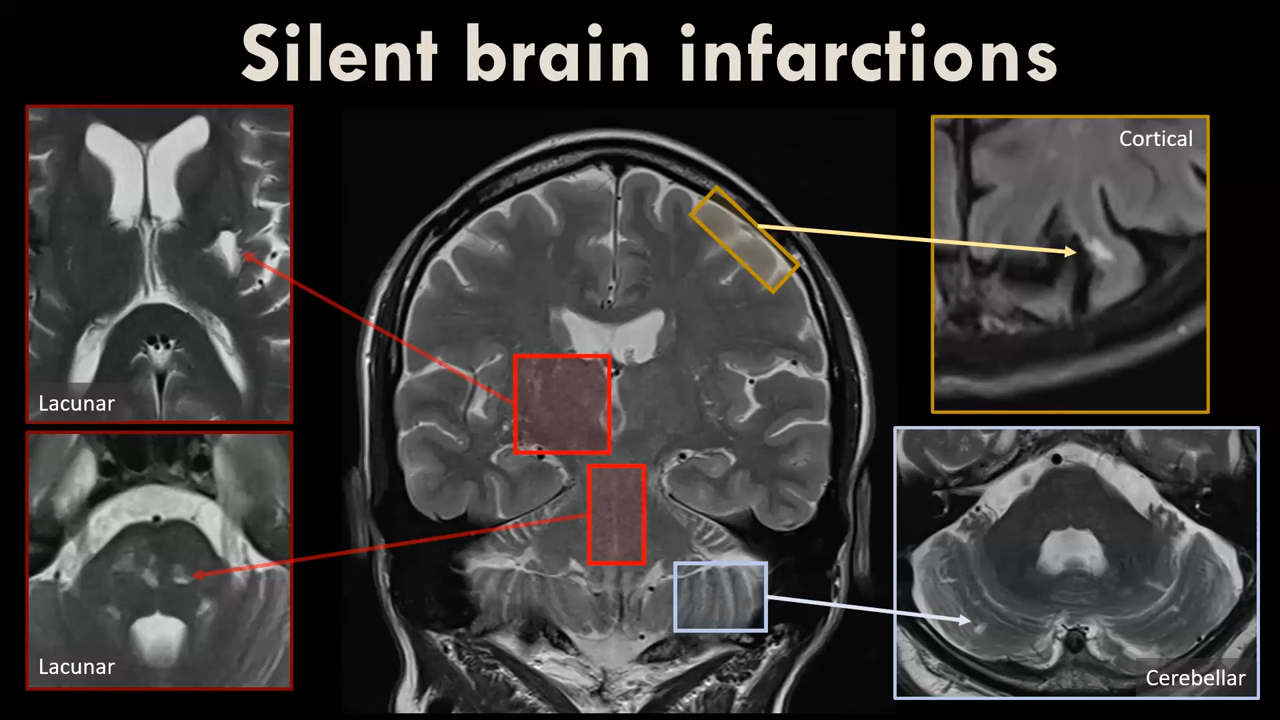 Silent brain infarctions
Lacunar
Lacunar
Cortical
Cerebellar